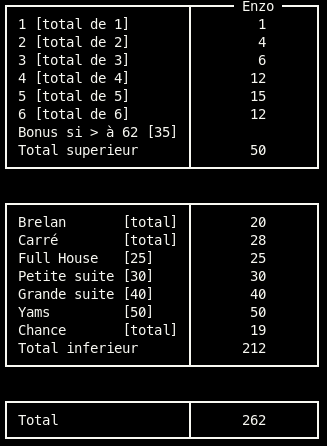 Enzo
1 [total de 1] 1
2 [total de 2] 4
3 [total de 3] 6
4 [total de 4] 12
5 [total de 5] 15
6 [total de 6] 12
Bonus si > à 62 [35]
Total superieur 50
Brelan [total] 20
Carré [total] 28
Full House [25] 25
Petite suite [30] 30
Grande suite [40] 40
Yams [50] 50
Chance [total] 19
Total inferieur 212
Total 262